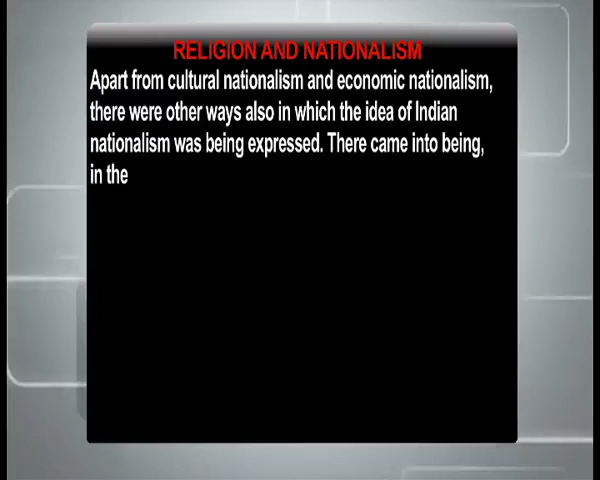 RELIGION AND NATIONALISM
Apart from cultural nationalism and economic nationalism,
there were other ways also in which the idea of Indian
nationalism was being expressed. There came into being,
in the